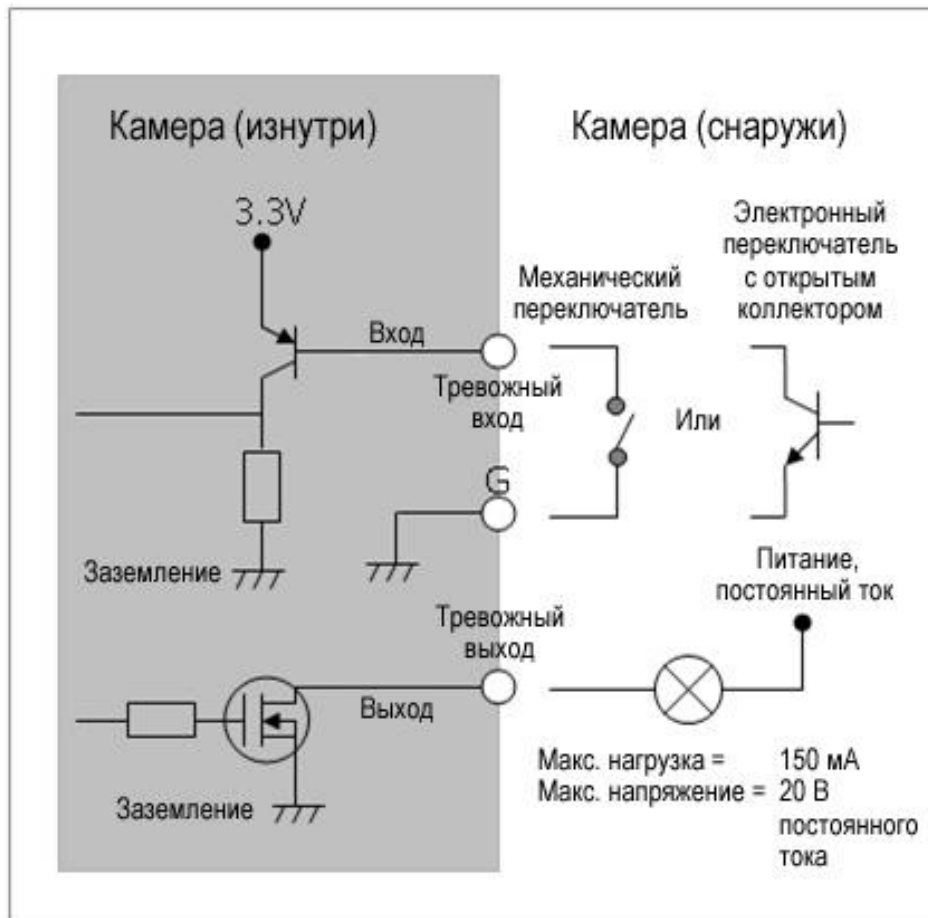 Камера (изнутри)
Камера (снаружи)
3.3V
Электронный
переключатель
с открытым
коллектором
Механический
переключатель
Вход
Тревожный
вход
Или
G
Заземление
Питание,
постоянный ток
Тревожный
выход
Выход
Заземление
Макс. нагрузка = 150 мА
Макс. напряжение = 20 В
постоянного
тока